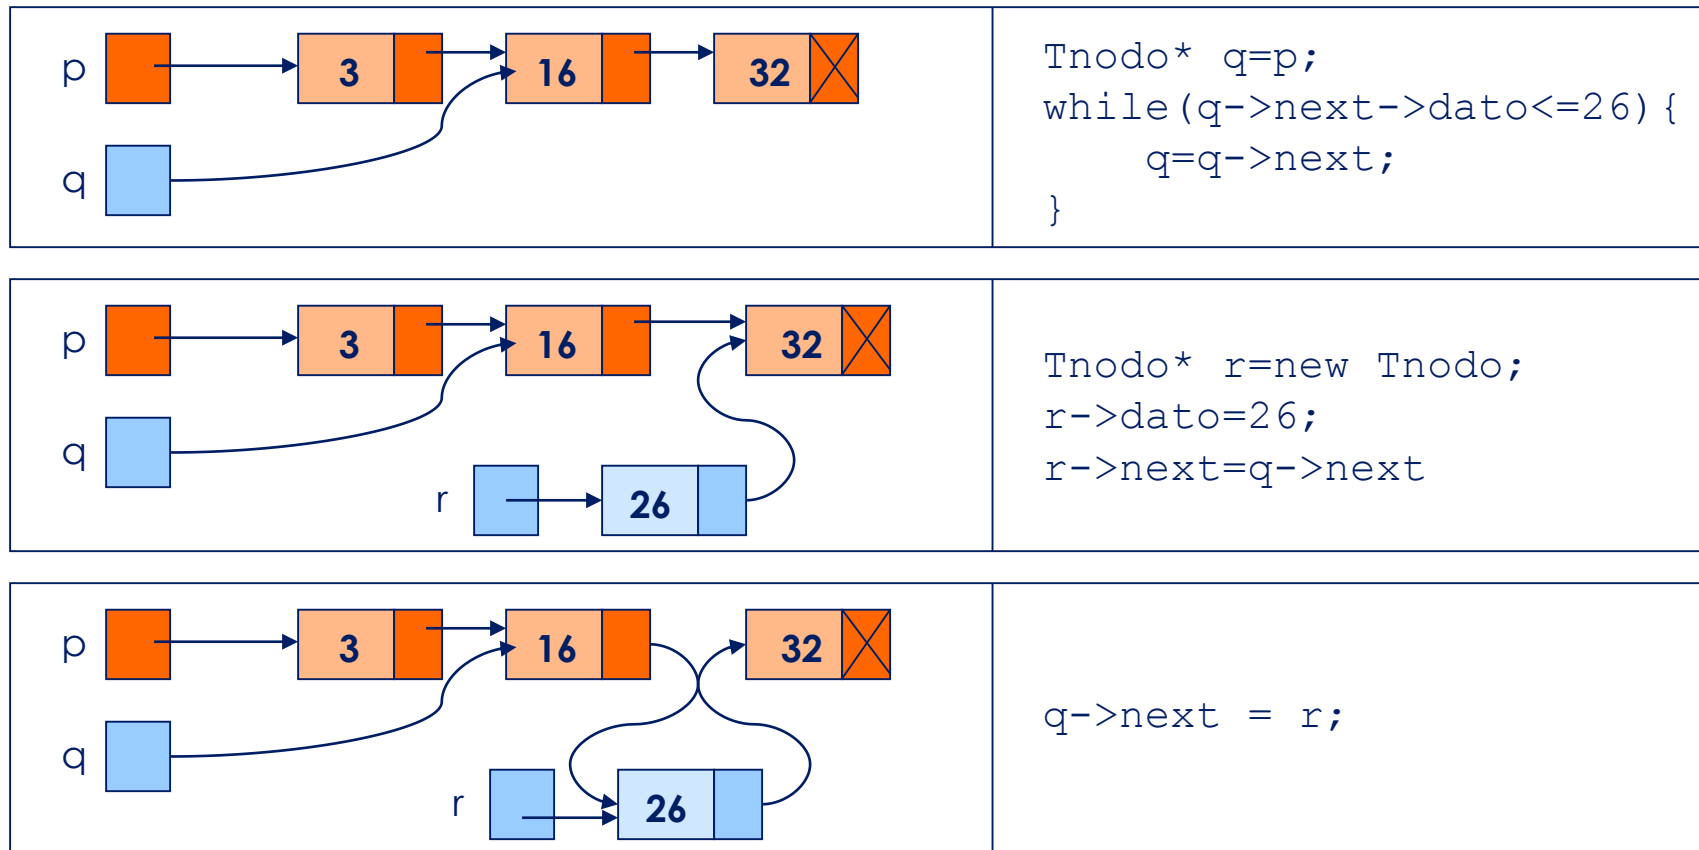 p 3 16 32
q
Tnodo* q=p;
while(q->next->dato<=26){
q=q->next;
}
p 3 16 32
q
r 26
Tnodo* r=new Tnodo;
r->dato=26;
r->next=q->next
p 3 16 32
q
r 26
q->next = r;